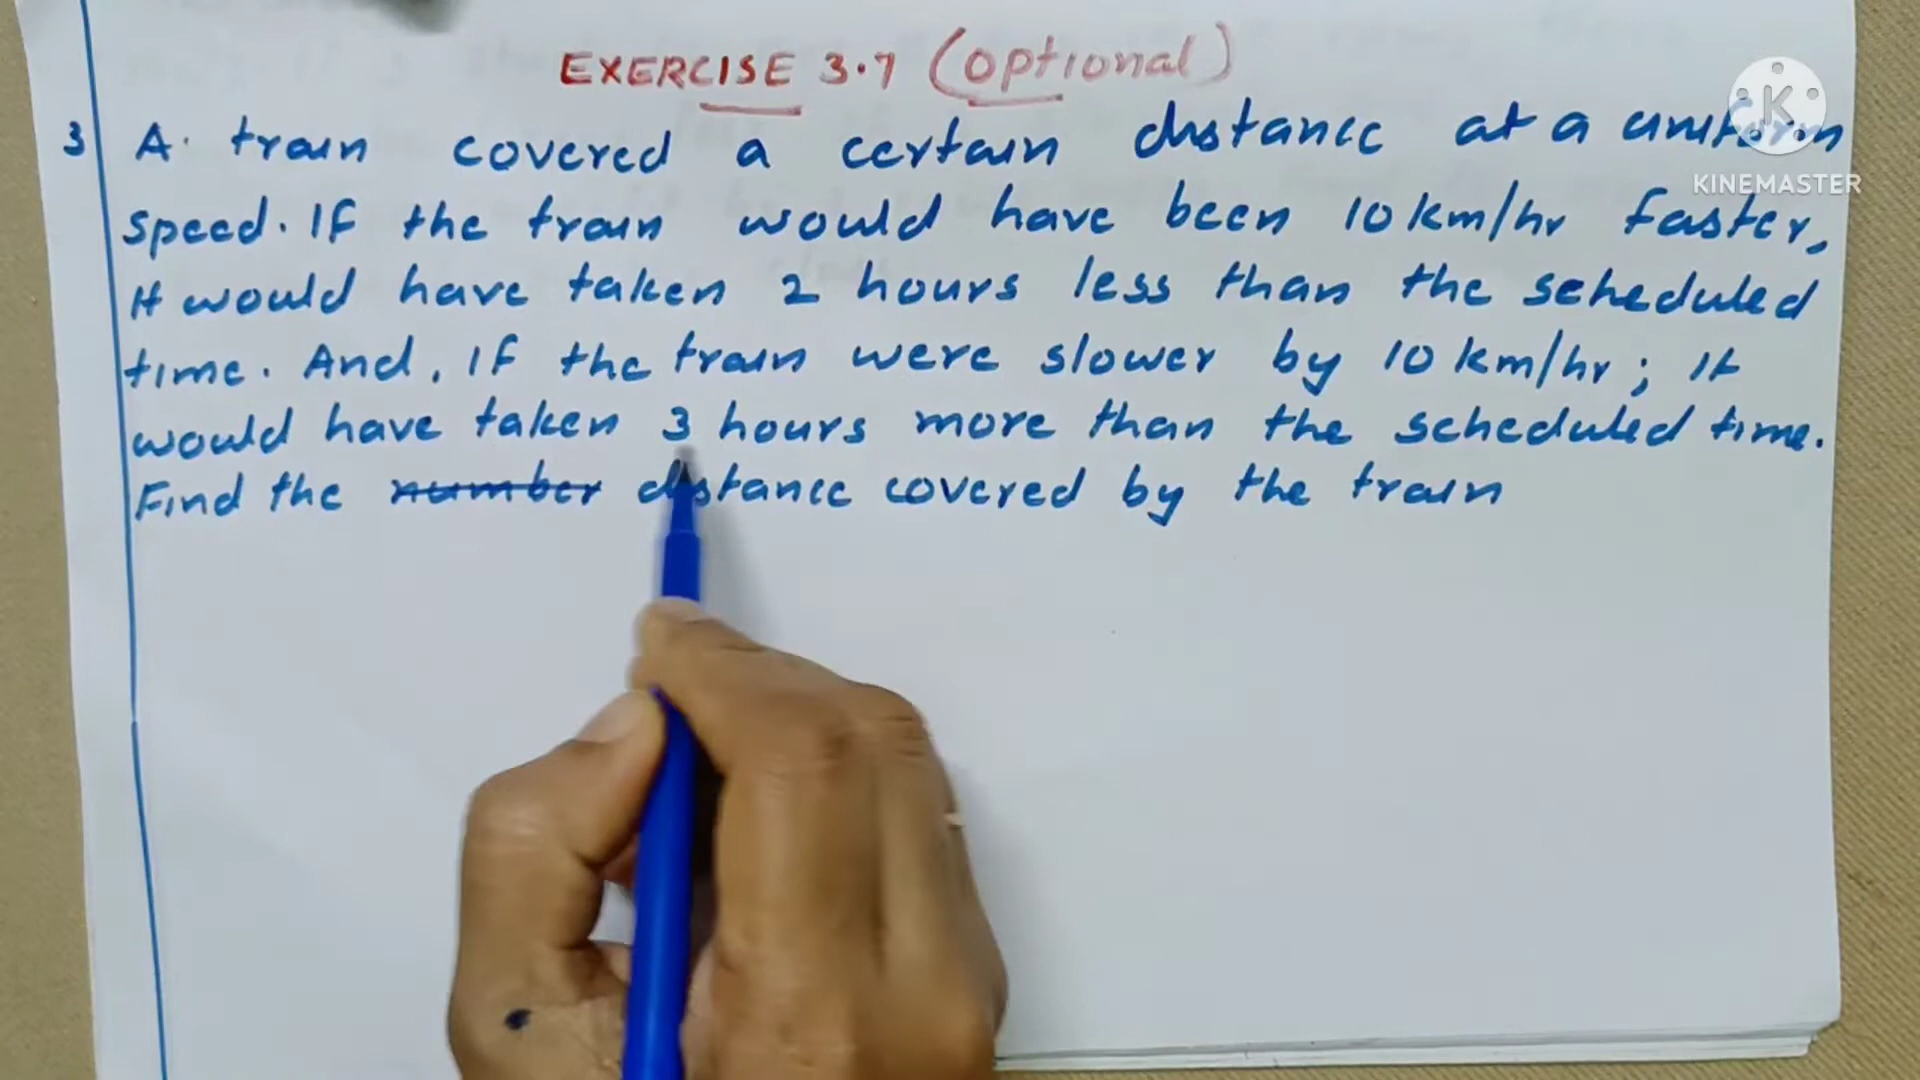 EXERCISE 3.7 (optional)
3 A. train covered a certain distance at a uniform
speed. If the train would have been 10 km/hr faster,
It would have taken 2 hours less than the scheduled
time. And, if the train were slower by 10 km/hr; it
would have taken 3 hours more than the scheduled time.
Find the number distance covered by the train
K
KINEMASTER